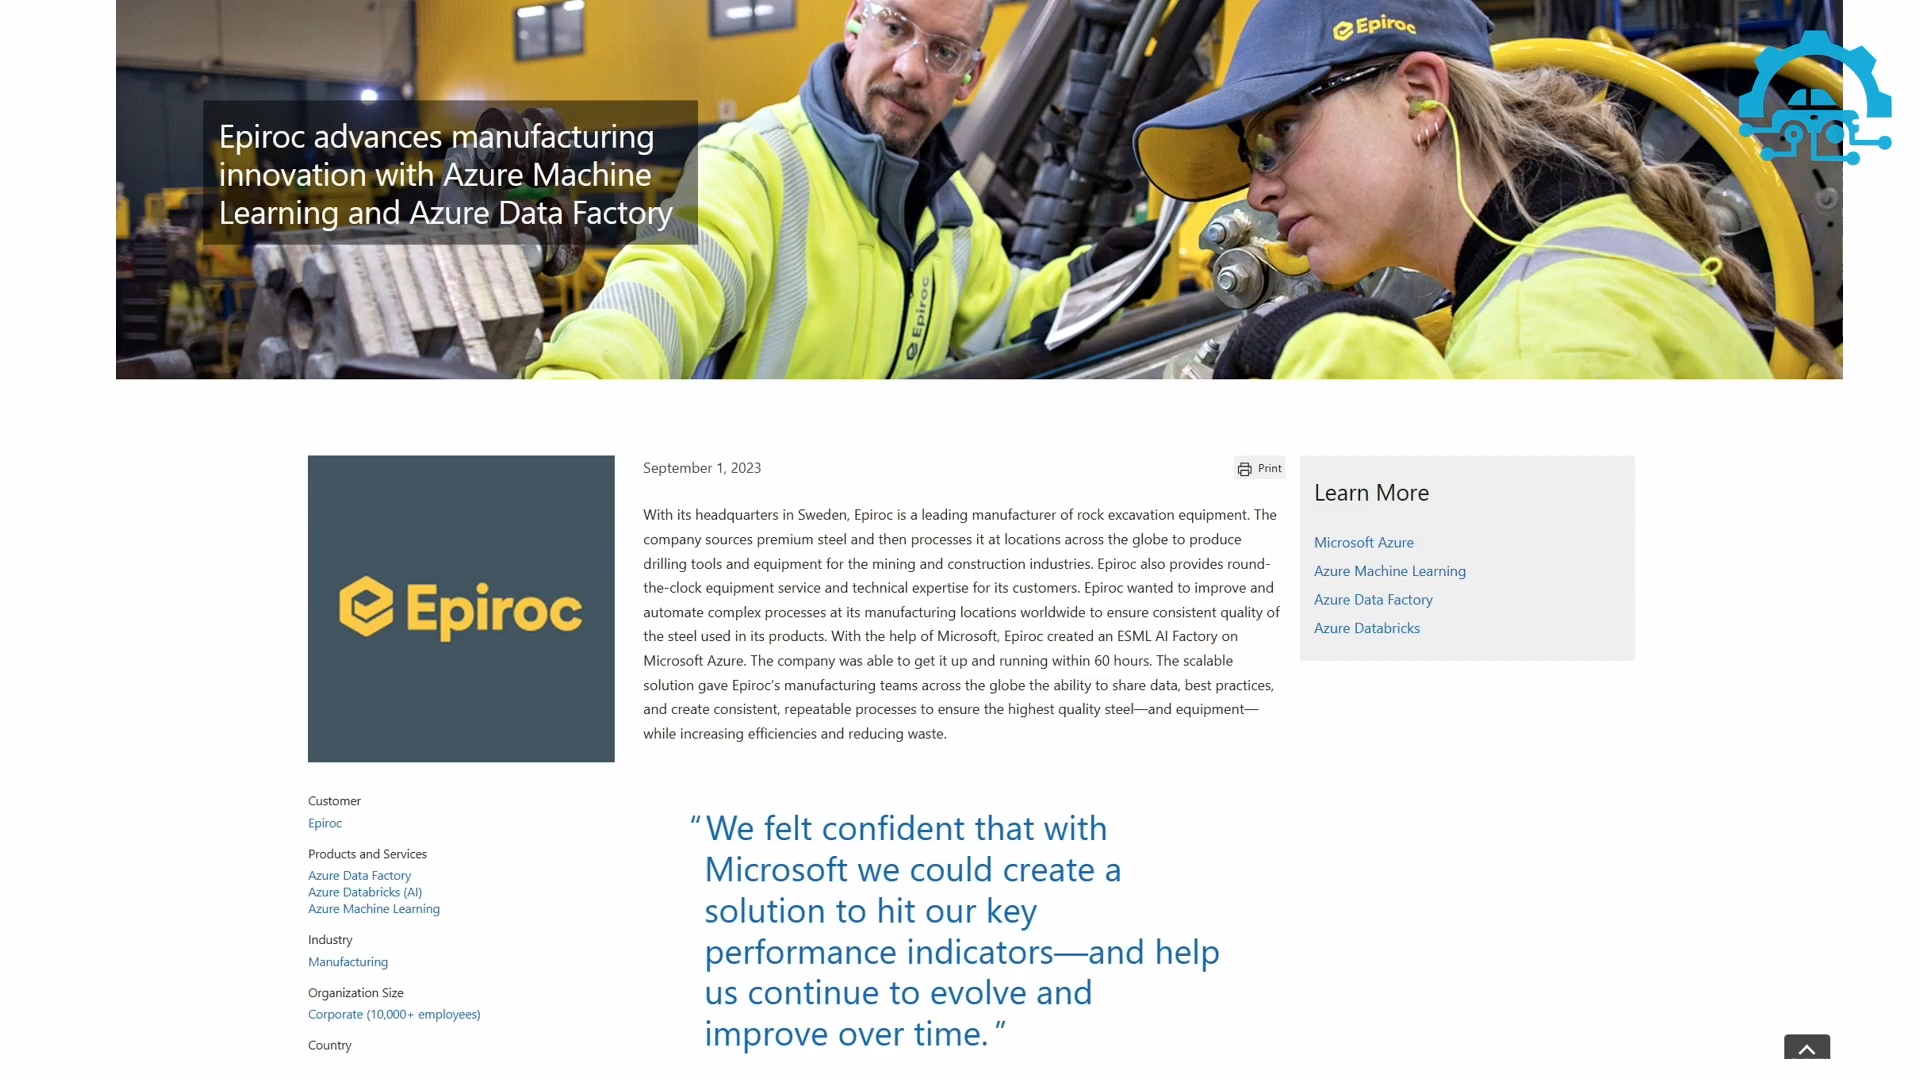 Epiroc
Epiroc advances manufacturing
innovation with Azure Machine
Learning and Azure Data Factory
Epiroc
September 1, 2023
Print
With its headquarters in Sweden, Epiroc is a leading manufacturer of rock excavation equipment. The
company sources premium steel and then processes it at locations across the globe to produce
drilling tools and equipment for the mining and construction industries. Epiroc also provides round-
the-clock equipment service and technical expertise for its customers. Epiroc wanted to improve and
automate complex processes at its manufacturing locations worldwide to ensure consistent quality of
the steel used in its products. With the help of Microsoft, Epiroc created an ESML AI Factory on
Microsoft Azure. The company was able to get it up and running within 60 hours. The scalable
solution gave Epiroc’s manufacturing teams across the globe the ability to share data, best practices,
and create consistent, repeatable processes to ensure the highest quality steel—and equipment—
while increasing efficiencies and reducing waste.
Learn More
Microsoft Azure
Azure Machine Learning
Azure Data Factory
Azure Databricks
Epiroc
Customer
Epiroc
Products and Services
Azure Data Factory
Azure Databricks (AI)
Azure Machine Learning
Industry
Manufacturing
Organization Size
Corporate (10,000+ employees)
Country
“We felt confident that with
Microsoft we could create a
solution to hit our key
performance indicators—and help
us continue to evolve and
improve over time.”